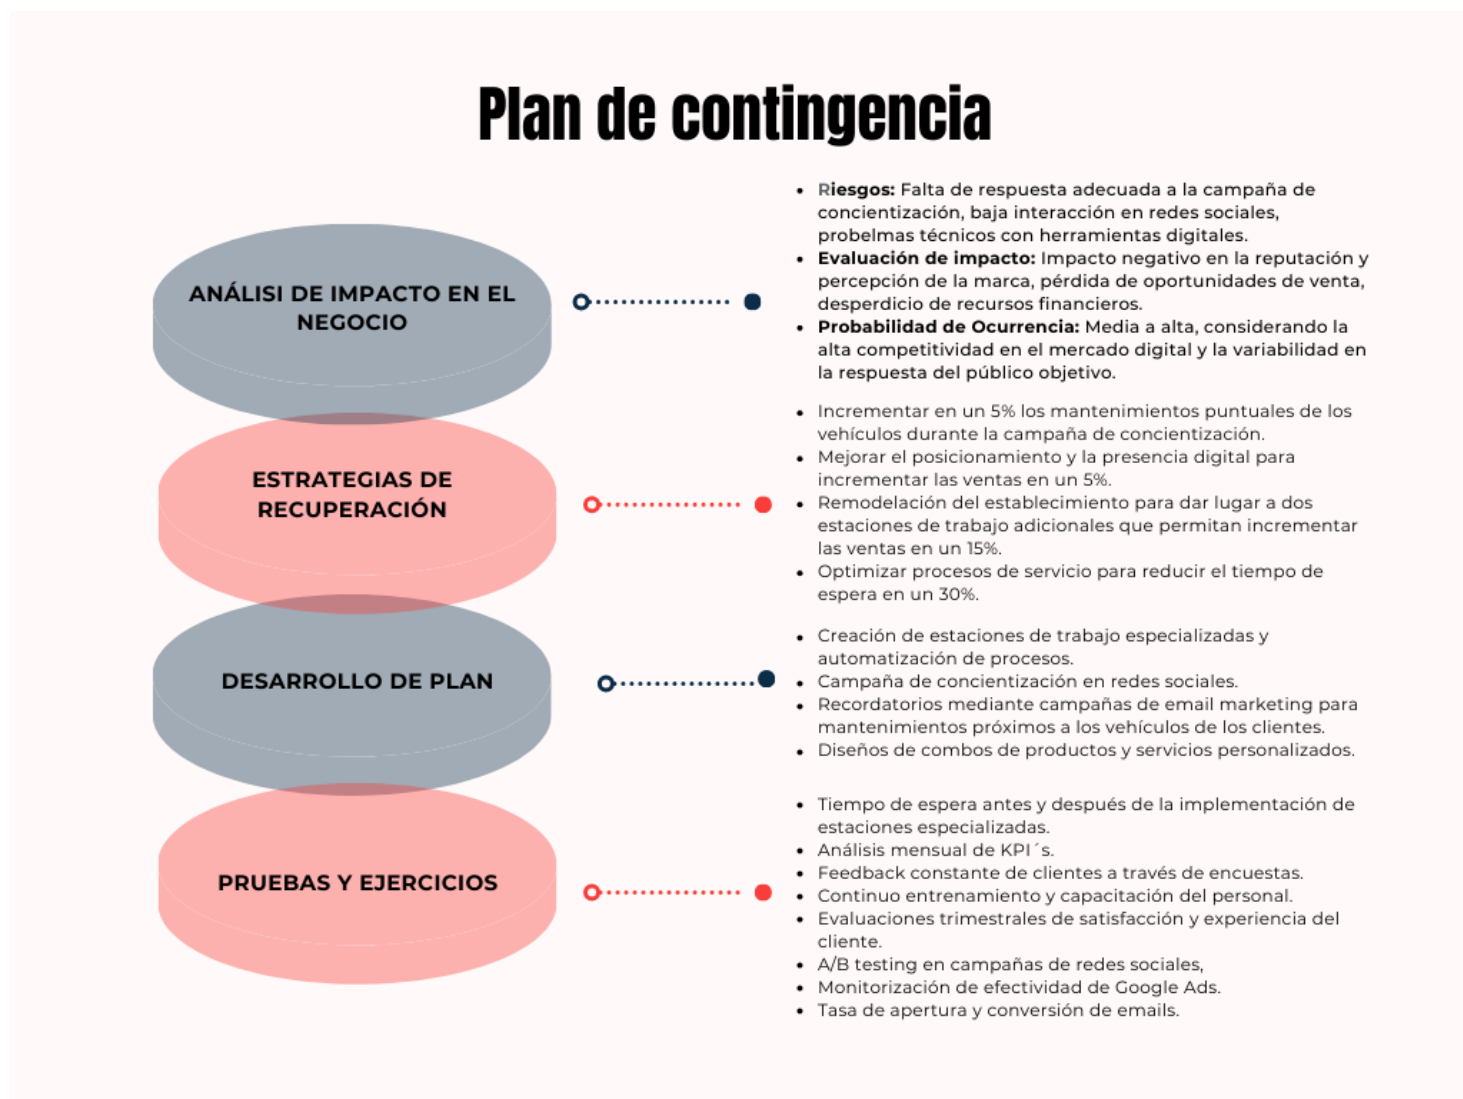 Plan de contingencia
ANÁLISI DE IMPACTO EN EL
NEGOCIO
• Riesgos: Falta de respuesta adecuada a la campaña de
concientización, baja interacción en redes sociales,
probelmas técnicos con herramientas digitales.
• Evaluación de impacto: Impacto negativo en la reputación y
percepción de la marca, pérdida de oportunidades de venta,
desperdicio de recursos financieros.
• Probabilidad de Ocurrencia: Media a alta, considerando la
alta competitividad en el mercado digital y la variabilidad en
la respuesta del público objetivo.
ESTRATEGIAS DE
RECUPERACIÓN
• Incrementar en un 5% los mantenimientos puntuales de los
vehículos durante la campaña de concientización.
• Mejorar el posicionamiento y la presencia digital para
incrementar las ventas en un 5%.
• Remodelación del establecimiento para dar lugar a dos
estaciones de trabajo adicionales que permitan incrementar
las ventas en un 15%.
• Optimizar procesos de servicio para reducir el tiempo de
espera en un 30%.
DESARROLLO DE PLAN
• Creación de estaciones de trabajo especializadas y
automatización de procesos.
• Campaña de concientización en redes sociales.
• Recordatorios mediante campañas de email marketing para
mantenimientos próximos a los vehículos de los clientes.
• Diseños de combos de productos y servicios personalizados.
PRUEBAS Y EJERCICIOS
• Tiempo de espera antes y después de la implementación de
estaciones especializadas.
• Análisis mensual de KPI´s.
• Feedback constante de clientes a través de encuestas.
• Continuo entrenamiento y capacitación del personal.
• Evaluaciones trimestrales de satisfacción y experiencia del
cliente.
• A/B testing en campañas de redes sociales,
• Monitorización de efectividad de Google Ads.
• Tasa de apertura y conversión de emails.